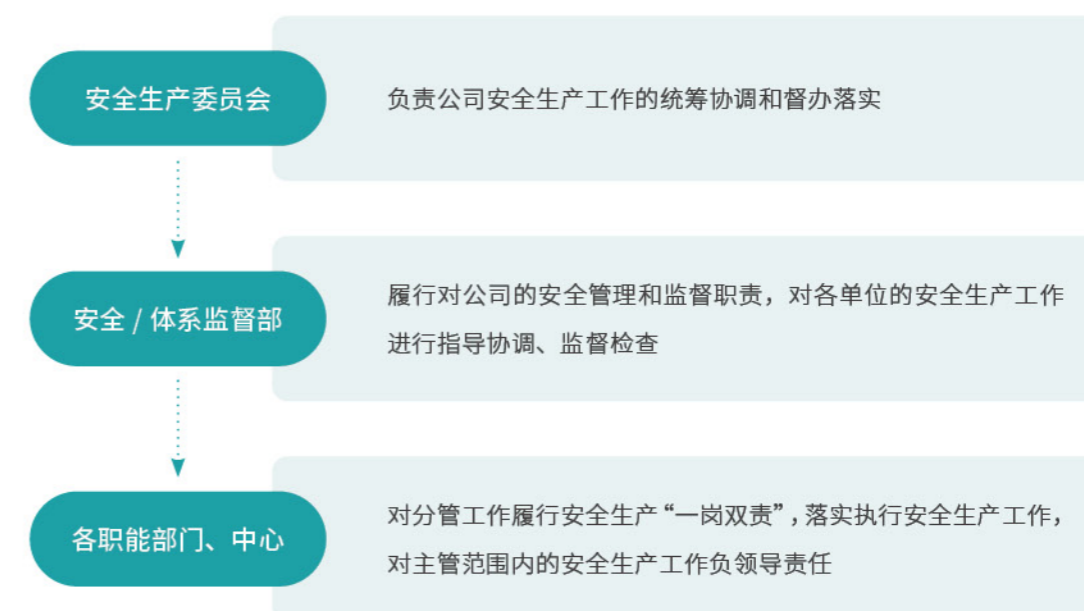 安全生产委员会
负责公司安全生产工作的统筹协调和督办落实
安全 / 体系监督部
履行对公司的安全管理和监督职责，对各单位的安全生产工作
进行指导协调、监督检查
各职能部门、中心
对分管工作履行安全生产“一岗双责”,落实执行安全生产工作，
对主管范围内的安全生产工作负领导责任